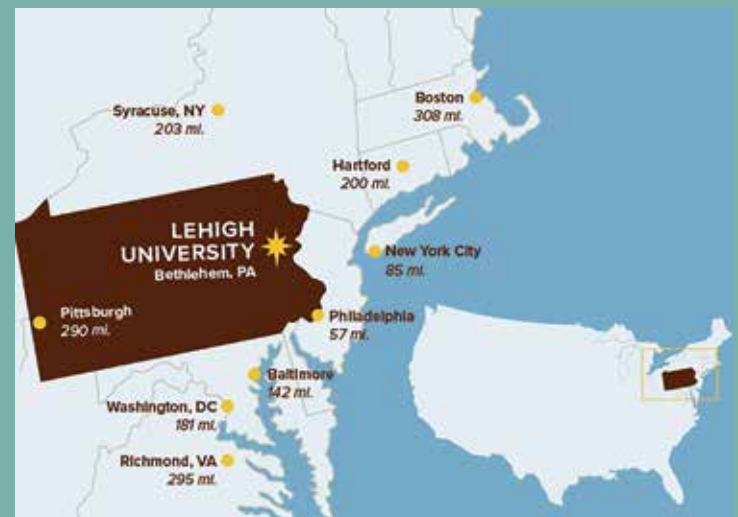 Syracuse, NY
203 mi.
Boston
308 mi.
Hartford
200 mi.
LEHIGH
UNIVERSITY
Bethlehem, PA
New York City
85 mi.
Pittsburgh
290 mi.
Philadelphia
57 mi.
Baltimore
142 mi.
Washington, DC
181 mi.
Richmond, VA
295 mi.